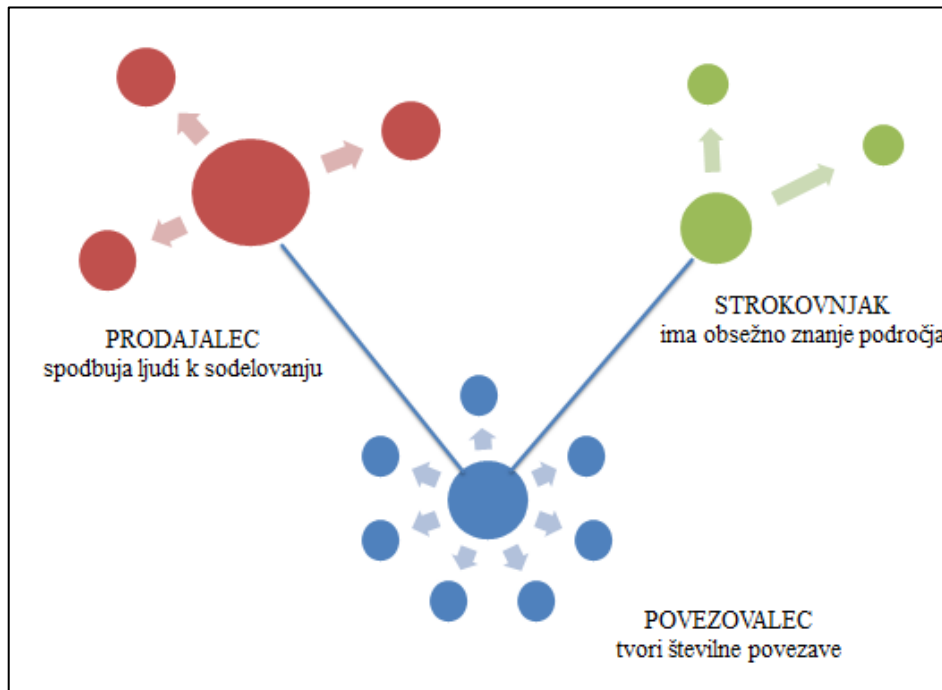 PRODAJALEC
spodbuja ljudi k sodelovanju
STROKOVNJAK
ima obsežno znanje področja
POVEZOVALEC
tvori številne povezave